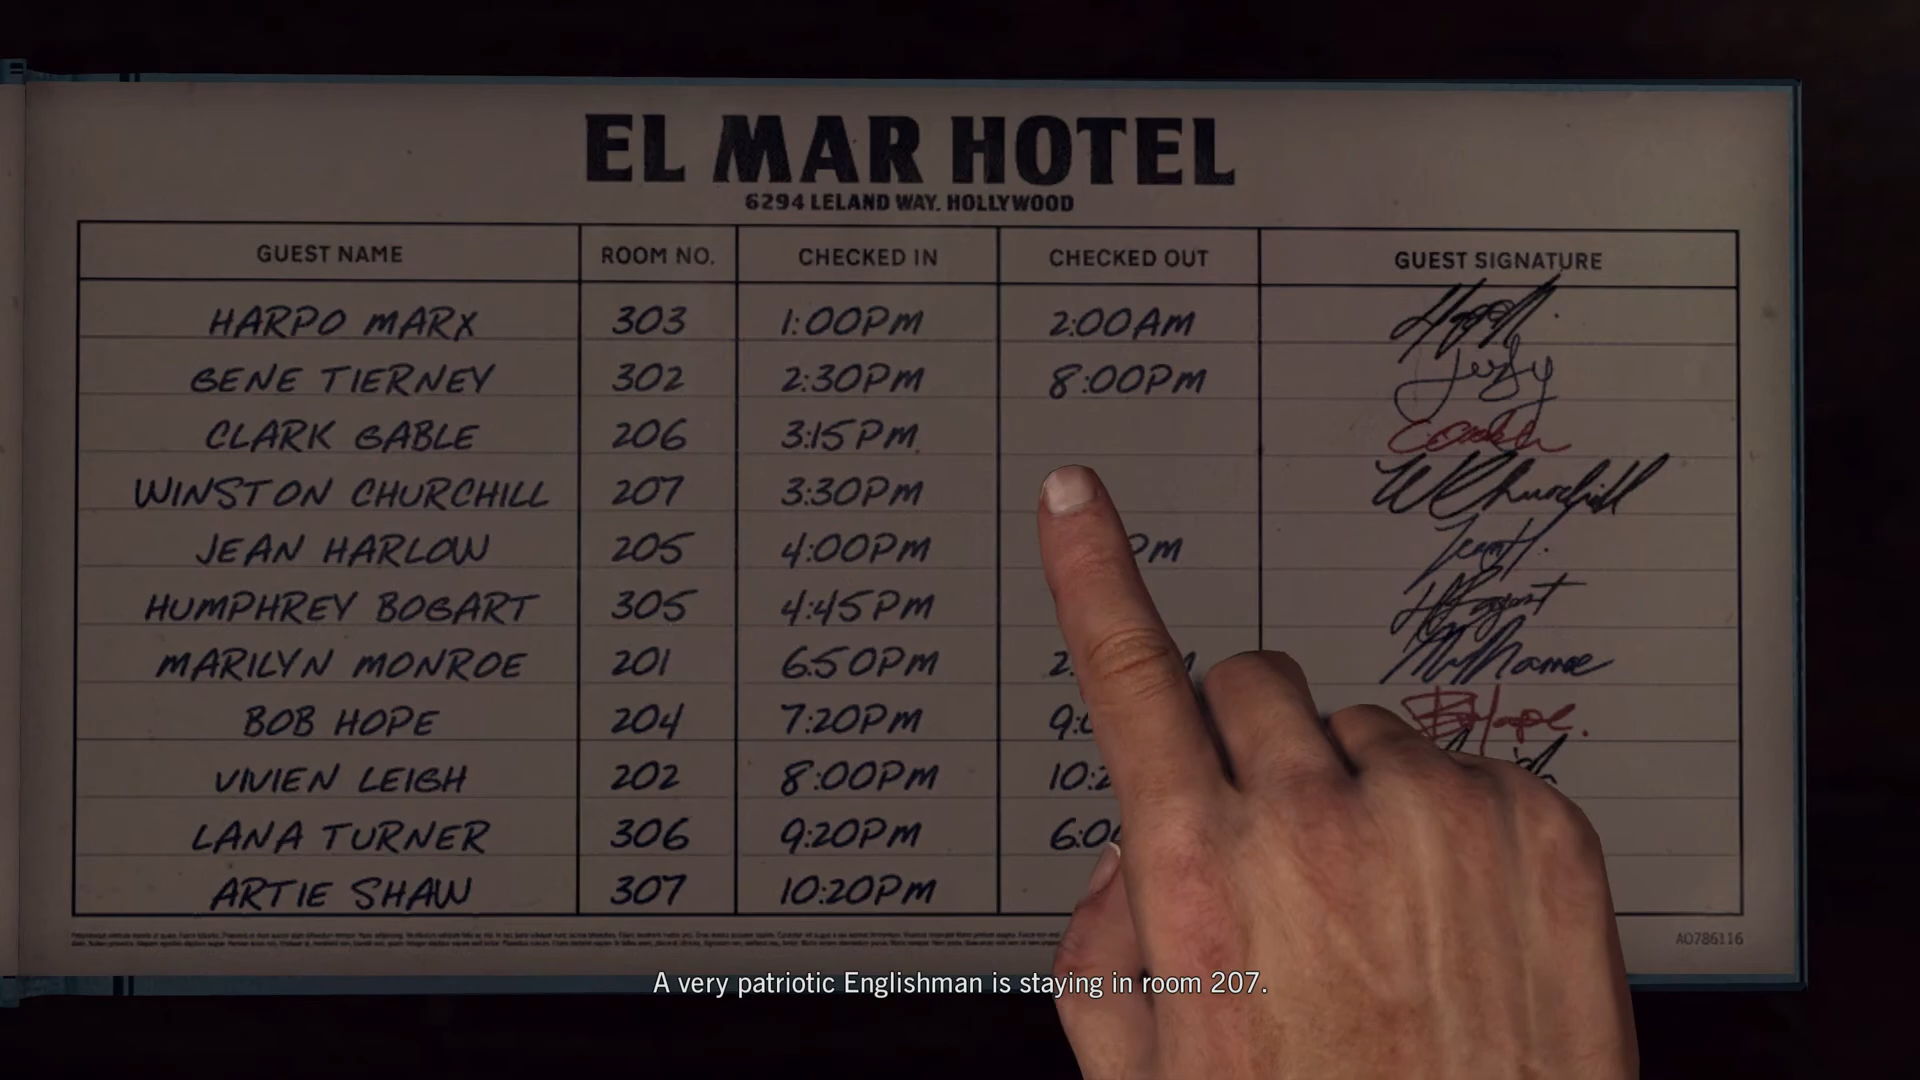 EL MAR HOTEL
6294 LELAND WAY. HOLLYWOOD
GUEST NAME ROOM NO. CHECKED IN CHECKED OUT GUEST SIGNATURE
HARPO MARX 303 1:00PM 2:00AM
GENE TIERNEY 302 2:30PM 8:00PM
CLARK GABLE 206 3:15PM
WINSTON CHURCHILL 207 3:30PM WChurchill
JEAN HARLOW 205 4:00PM PM
HUMPHREY BOGART 305 4:45PM
MARILYN MONROE 201 6:50PM
BOB HOPE 204 7:20PM B Hope.
VIVIEN LEIGH 202 8:00PM
LANA TURNER 306 9:20PM
ARTIE SHAW 307 10:20PM
A0786116
A very patriotic Englishman is staying in room 207.